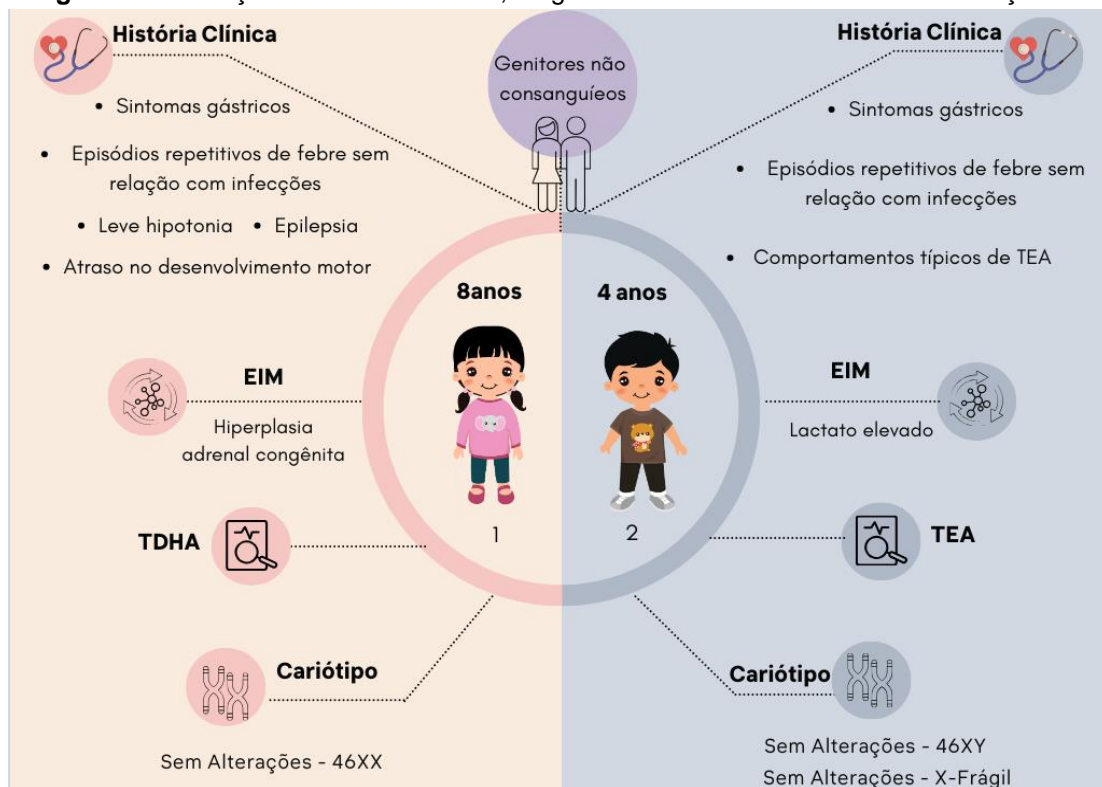 História Clínica
• Sintomas gástricos
• Episódios repetitivos de febre sem
relação com infecções
• Leve hipotonia • Epilepsia
• Atraso no desenvolvimento motor
Genitores não
consanguíeos
História Clínica
• Sintomas gástricos
• Episódios repetitivos de febre sem
relação com infecções
• Comportamentos típicos de TEA
8anos
4 anos
EIM
Hiperplasia
adrenal congênita
EIM
Lactato elevado
1
2
TDHA
TEA
Cariótipo
Sem Alterações - 46XX
Cariótipo
Sem Alterações - 46XY
Sem Alterações - X-Frágil